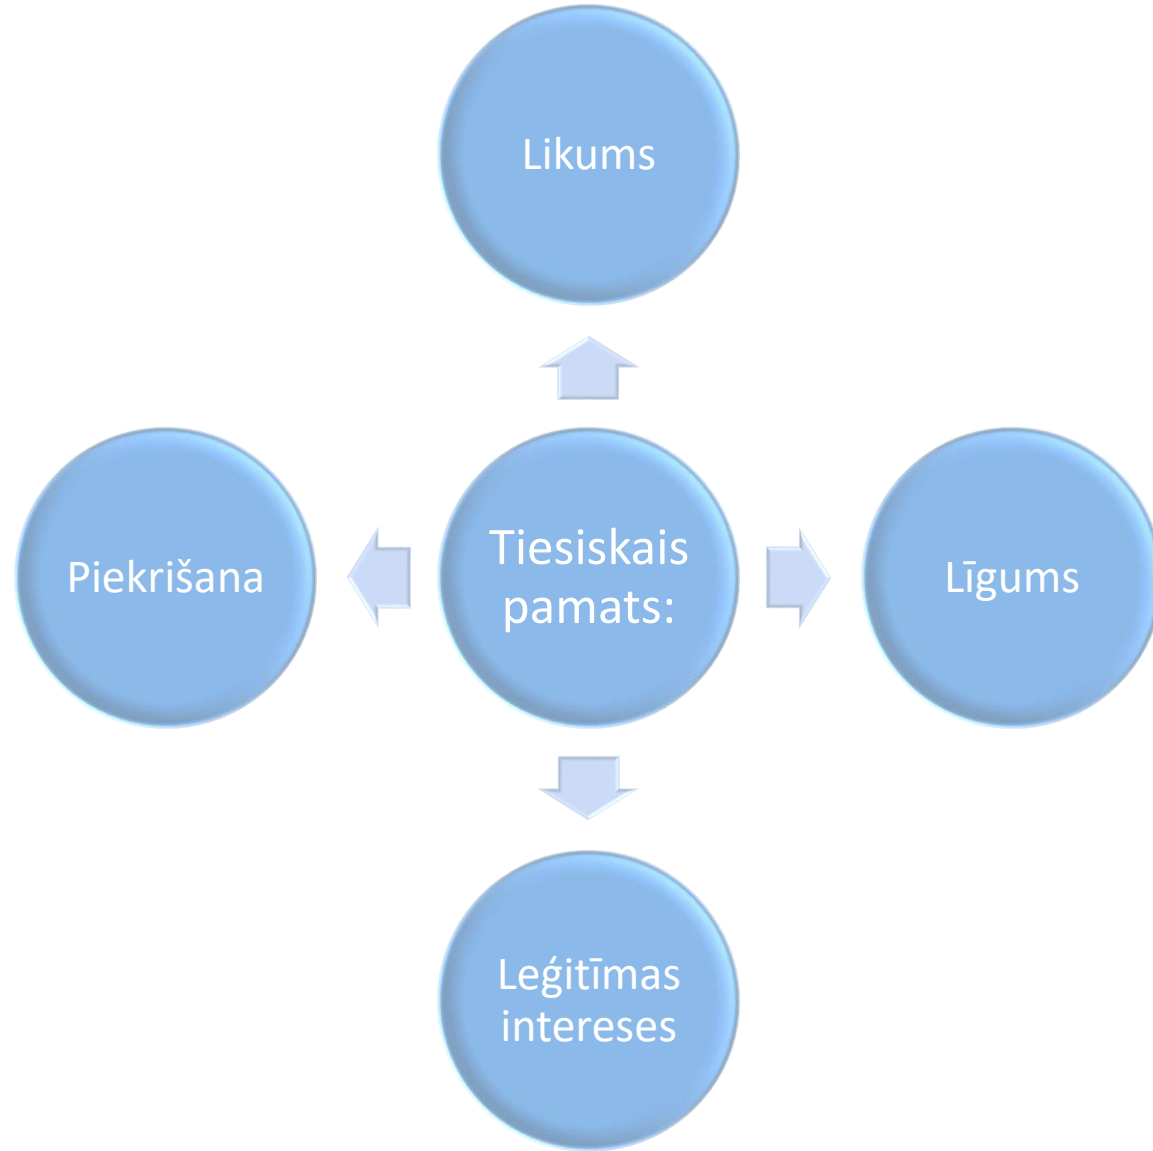 Likums
Piekrišana
Tiesiskais
pamats:
Līgums
Leģitīmas
intereses